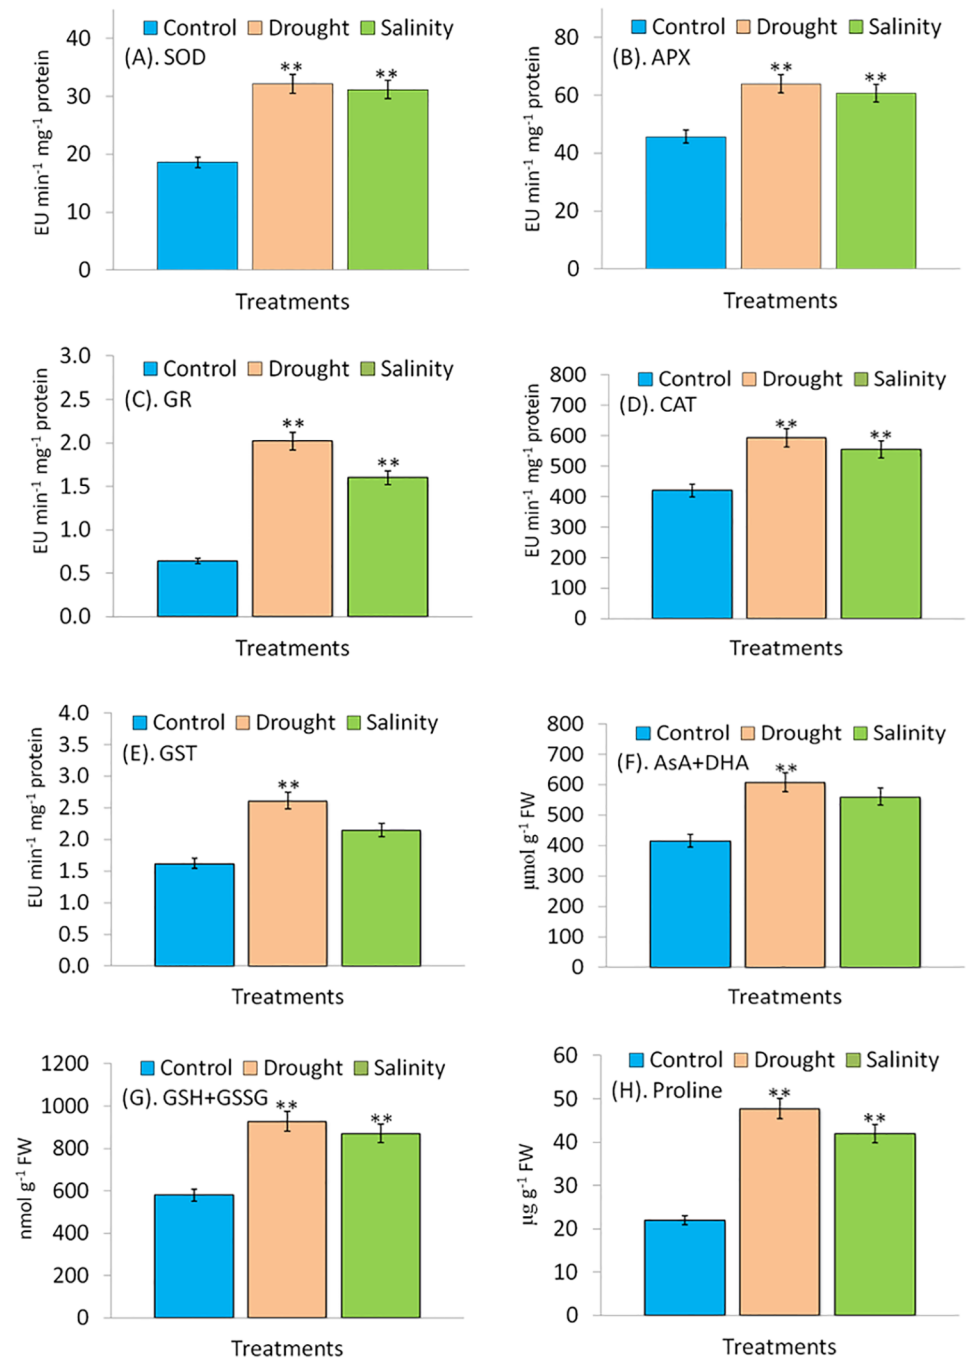 Control Drought Salinity
(A). SOD
EU min⁻¹ mg⁻¹ protein
40
30
20
10
0
Treatments
Control Drought Salinity
(B). APX
EU min⁻¹ mg⁻¹ protein
80
60
40
20
0
** **
** **
Treatments
Control Drought Salinity
(C). GR
EU min⁻¹ mg⁻¹ protein
3.0
2.5
2.0
1.5
1.0
0.5
0.0
** **
Treatments
Control Drought Salinity
(D). CAT
EU min⁻¹ mg⁻¹ protein
800
700
600
500
400
300
200
100
0
** **
Treatments
Control Drought Salinity
(E). GST
EU min⁻¹ mg⁻¹ protein
4.0
3.5
3.0
2.5
2.0
1.5
1.0
0.5
0.0
**
Treatments
Control Drought Salinity
(F). AsA+DHA
µmol g⁻¹ FW
800
700
600
500
400
300
200
100
0
**
Treatments
Control Drought Salinity
(G). GSH+GSSG
nmol g⁻¹ FW
1200
1000
800
600
400
200
0
** **
Treatments
Control Drought Salinity
(H). Proline
µg g⁻¹ FW
60
50
40
30
20
10
0
** **
Treatments